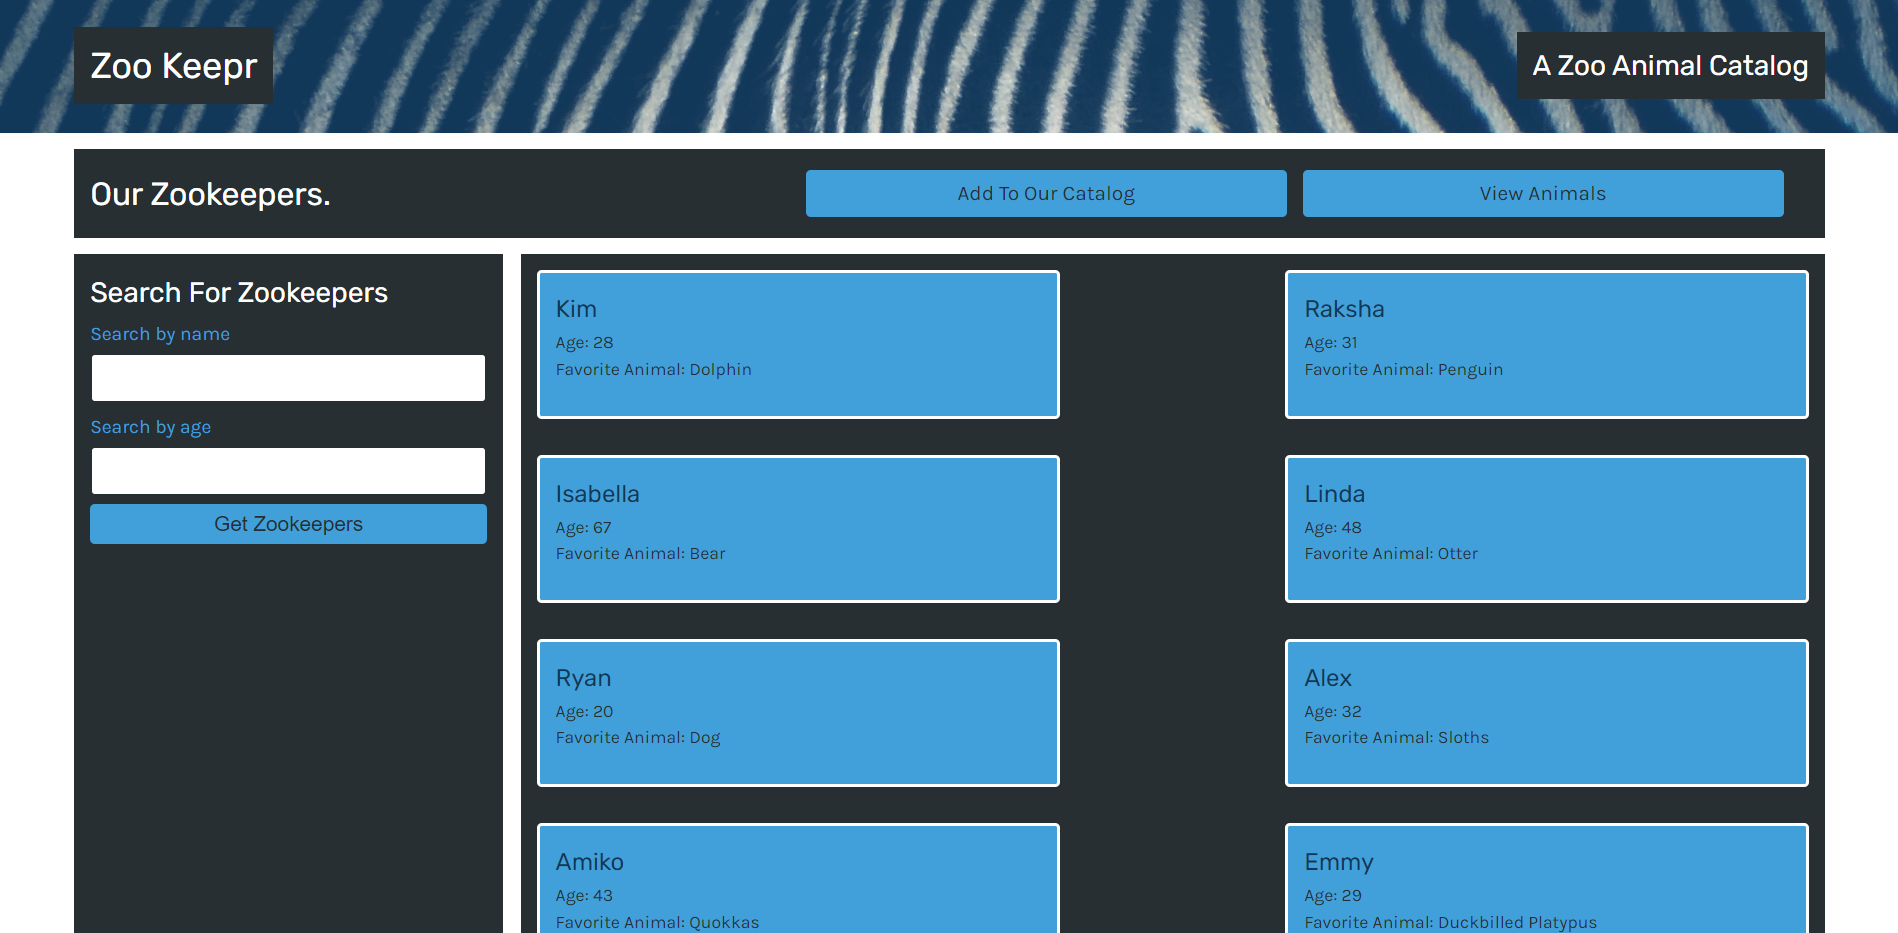 Zoo Keepr
A Zoo Animal Catalog
Our Zookeepers.
Add To Our Catalog
View Animals
Search For Zookeepers
Search by name
Search by age
Get Zookeepers
Kim
Age: 28
Favorite Animal: Dolphin
Raksha
Age: 31
Favorite Animal: Penguin
Isabella
Age: 67
Favorite Animal: Bear
Linda
Age: 48
Favorite Animal: Otter
Ryan
Age: 20
Favorite Animal: Dog
Alex
Age: 32
Favorite Animal: Sloths
Amiko
Age: 43
Favorite Animal: Quokkas
Emmy
Age: 29
Favorite Animal: Duckbilled Platypus